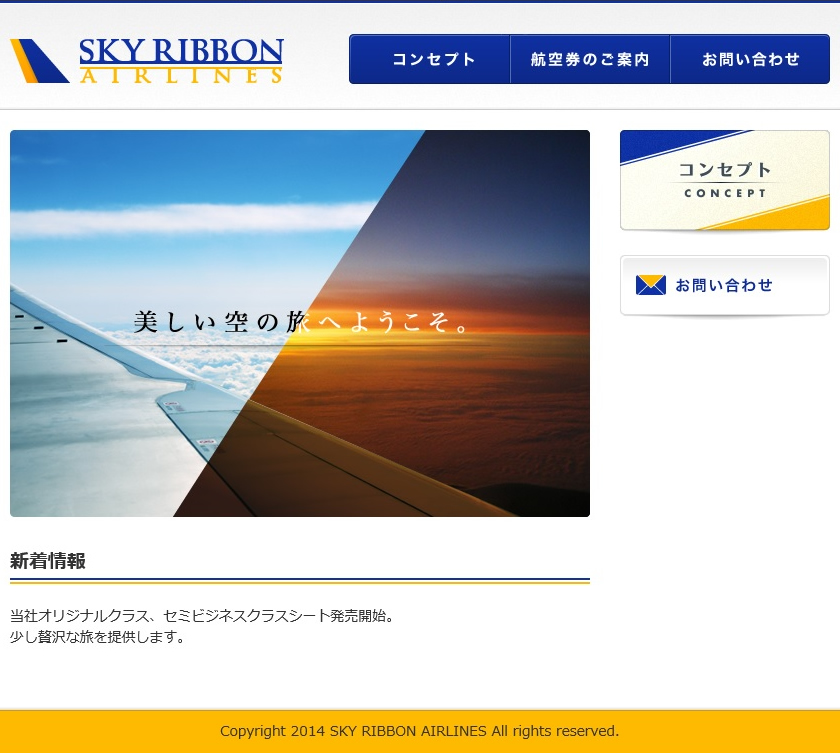 SKY RIBBON
AIRLINES
コンセプト
航空券のご案内
お問い合わせ
美しい空の旅へようこそ。
コンセプト
CONCEPT
お問い合わせ
新着情報
当社オリジナルクラス、セミビジネスクラスシート発売開始。
少し贅沢な旅を提供します。
Copyright 2014 SKY RIBBON AIRLINES All rights reserved.